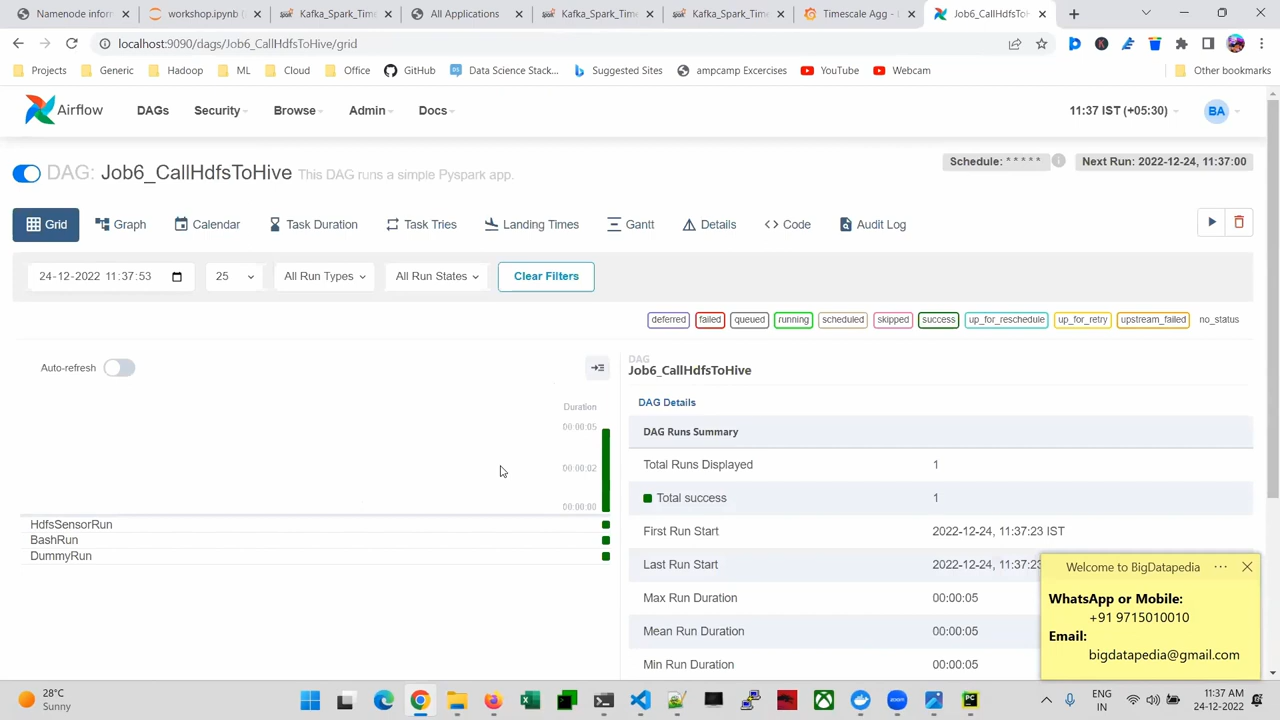 Namenode informa
workshop.ipynb (
Kafka_Spark_Time
All Applications
Kafka_Spark_Time
Kafka_Spark_Time
Timescale Agg - L
Job6_CallHdfsToH
localhost:9090/dags/Job6_CallHdfsToHive/grid
Projects Generic Hadoop ML Cloud Office GitHub Data Science Stack... Suggested Sites ampcamp Excercises YouTube Webcam Other bookmarks
Airflow DAGs Security Browse Admin Docs 11:37 IST (+05:30) BA
DAG: Job6_CallHdfsToHive This DAG runs a simple Pyspark app.
Schedule: * * * * * Next Run: 2022-12-24, 11:37:00
Grid Graph Calendar Task Duration Task Tries Landing Times Gantt Details <> Code Audit Log
24-12-2022 11:37:53 25 All Run Types All Run States Clear Filters
deferred failed queued running scheduled skipped success up_for_reschedule up_for_retry upstream_failed no_status
Auto-refresh
Duration
00:00:05
00:00:02
00:00:00
HdfsSensorRun
BashRun
DummyRun
DAG
Job6_CallHdfsToHive
DAG Details
DAG Runs Summary
Total Runs Displayed 1
Total success 1
First Run Start 2022-12-24, 11:37:23 IST
Last Run Start 2022-12-24, 11:37:23
Max Run Duration 00:00:05
Mean Run Duration 00:00:05
Min Run Duration 00:00:05
Welcome to BigDatapedia
WhatsApp or Mobile:
+91 9715010010
Email:
bigdatapedia@gmail.com
28°C
Sunny
ENG
IN
11:37 AM
24-12-2022